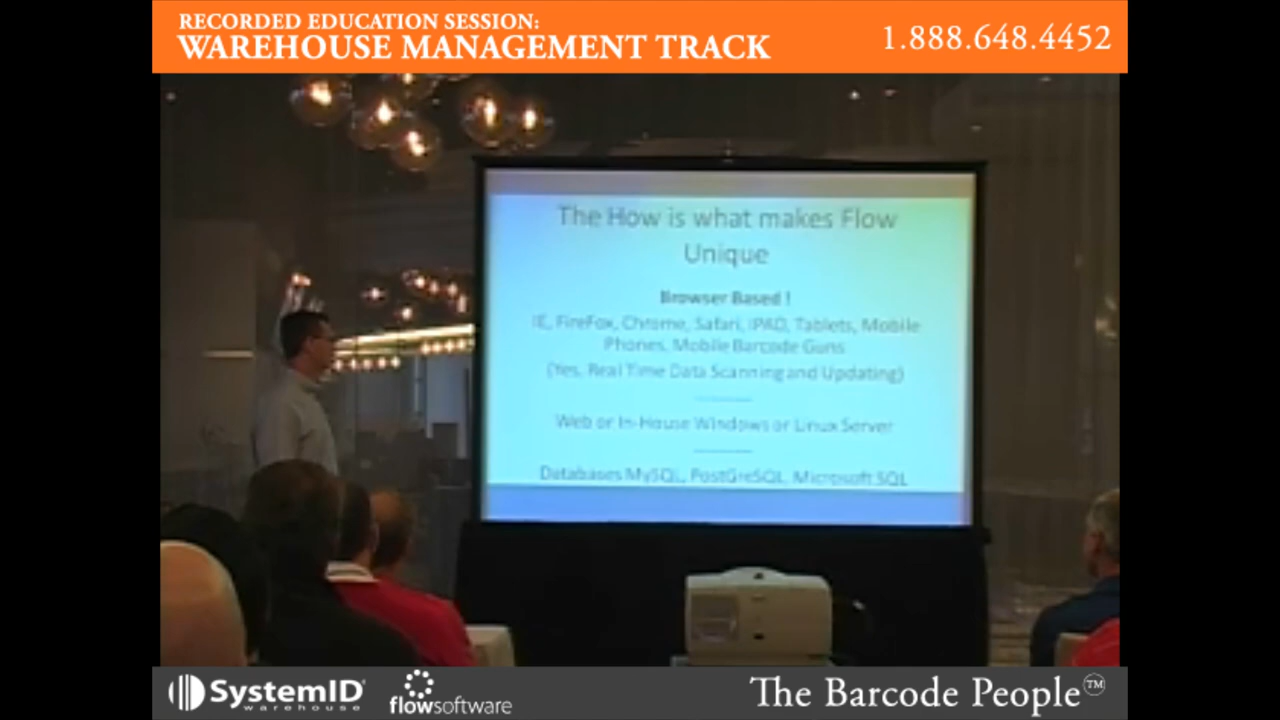 RECORDED EDUCATION SESSION:
WAREHOUSE MANAGEMENT TRACK
1.888.648.4452
The How is what makes Flow
Unique
Browser Based !
IE, FireFox, Chrome, Safari, IPAD, Tablets, Mobile
Phones, Mobile Barcode Guns
(Yes, Real Time Data Scanning and Updating)
Web or In-House Windows or Linux Server
Databases MySQL, PostGreSQL, Microsoft SQL
SystemID
warehouse
flowsoftware
The Barcode People™